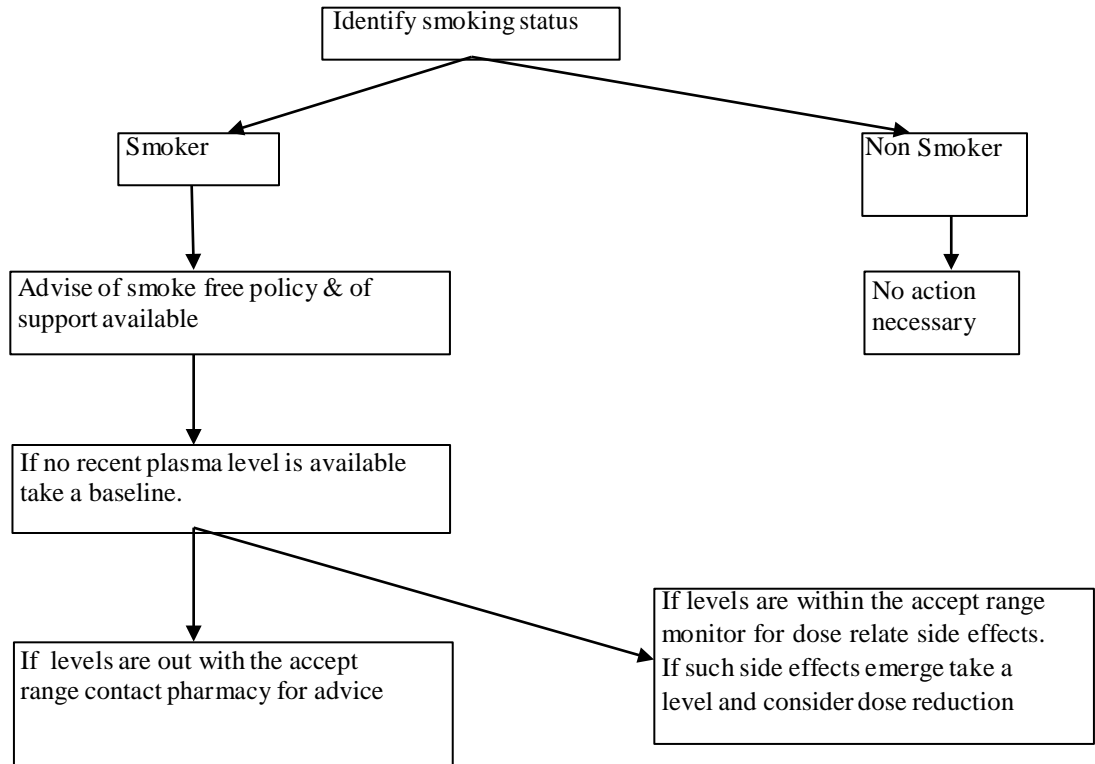 Identify smoking status
Smoker
Non Smoker
Advise of smoke free policy & of
support available
No action
necessary
If no recent plasma level is available
take a baseline.
If levels are out with the accept
range contact pharmacy for advice
If levels are within the accept range
monitor for dose relate side effects.
If such side effects emerge take a
level and consider dose reduction